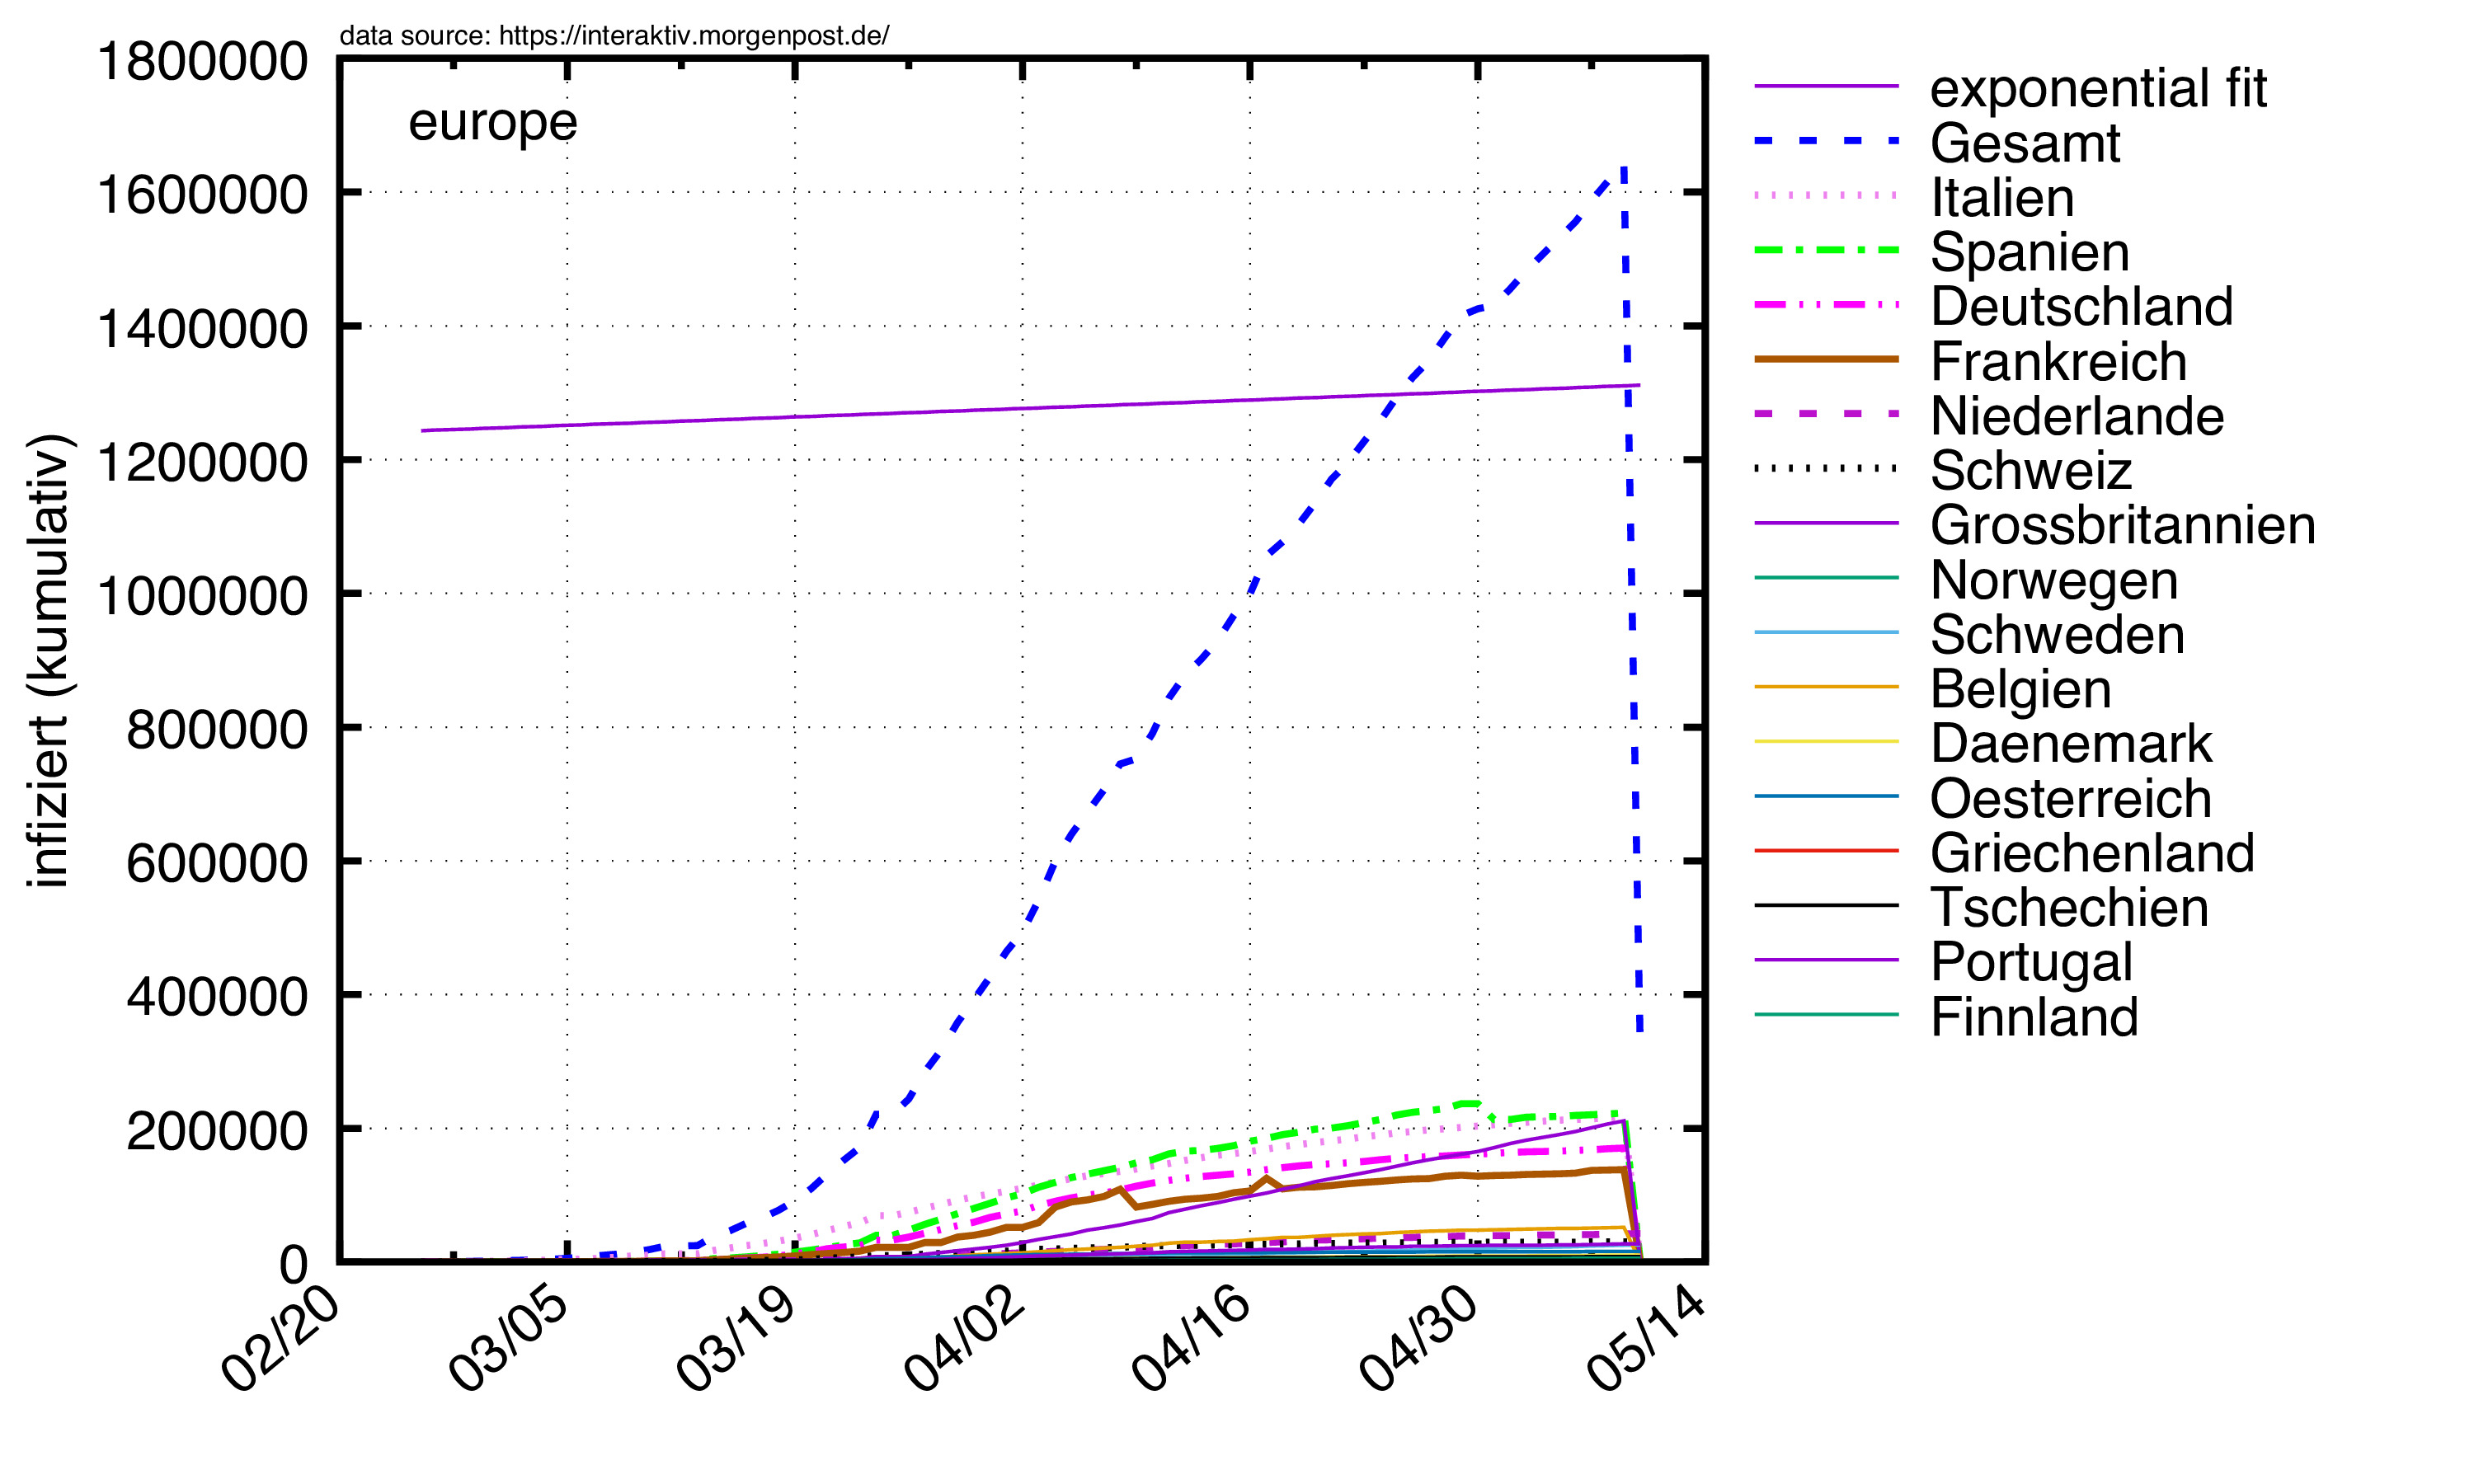 data source: https://interaktiv.morgenpost.de/
europe
infiziert (kumulativ)
1800000
1600000
1400000
1200000
1000000
800000
600000
400000
200000
0
02/20
03/05
03/19
04/02
04/16
04/30
05/14
exponential fit
Gesamt
Italien
Spanien
Deutschland
Frankreich
Niederlande
Schweiz
Grossbritannien
Norwegen
Schweden
Belgien
Daenemark
Oesterreich
Griechenland
Tschechien
Portugal
Finnland